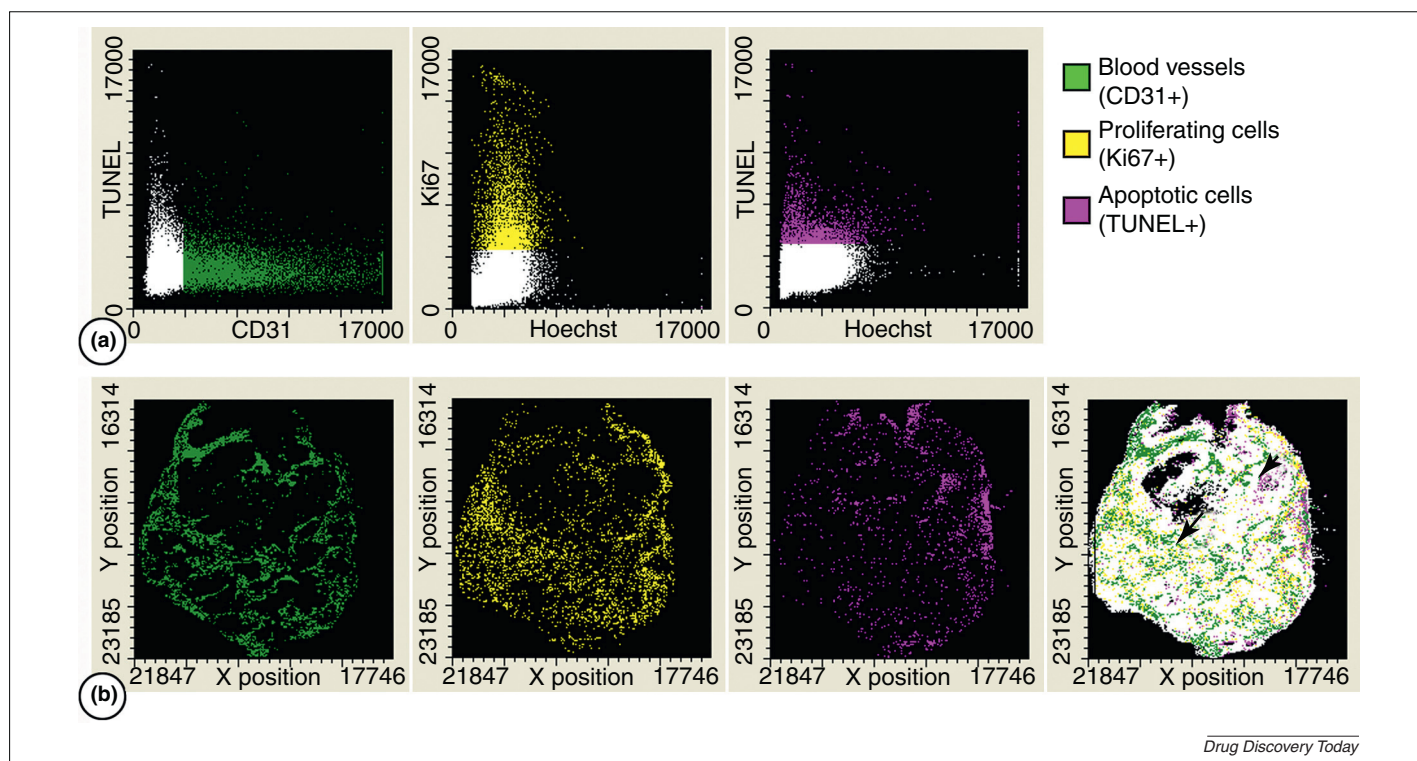 17000
TUNEL
0
0
CD31
17000
17000
Ki67
0
0
Hoechst
17000
17000
TUNEL
0
0
Hoechst
17000
Blood vessels
(CD31+)
Proliferating cells
(Ki67+)
Apoptotic cells
(TUNEL+)
(a)
16314
Y position
23185
21847
X position
17746
16314
Y position
23185
21847
X position
17746
16314
Y position
23185
21847
X position
17746
16314
Y position
23185
21847
X position
17746
(b)
Drug Discovery Today